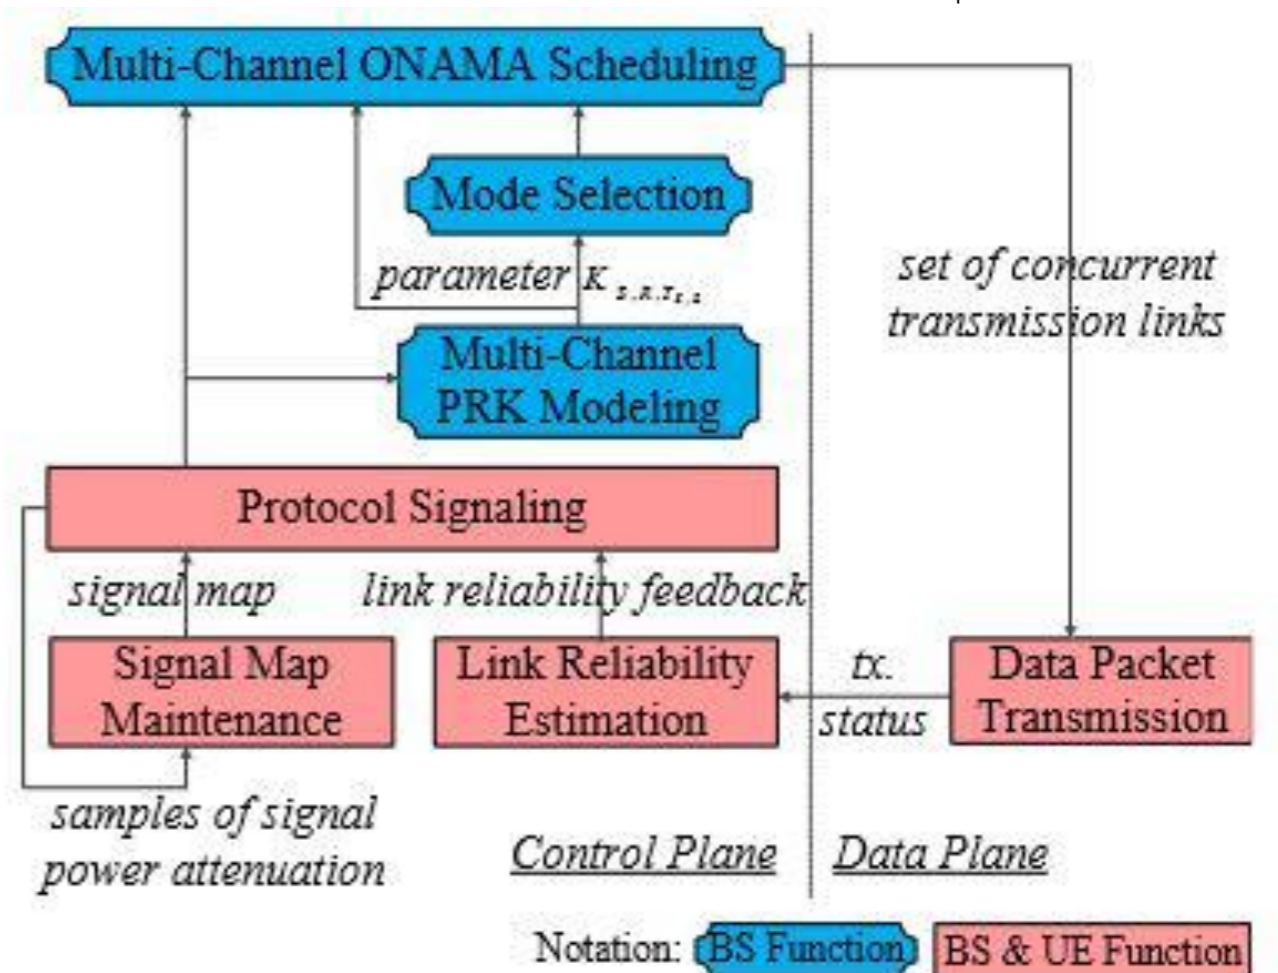 Multi-Channel ONAMA Scheduling
Mode Selection
parameter K
set of concurrent
transmission links
Multi-Channel
PRK Modeling
Protocol Signaling
signal map
link reliability feedback
Signal Map
Maintenance
Link Reliability
Estimation
tx.
status
Data Packet
Transmission
samples of signal
power attenuation
Control Plane
Data Plane
Notation:
BS Function
BS & UE Function